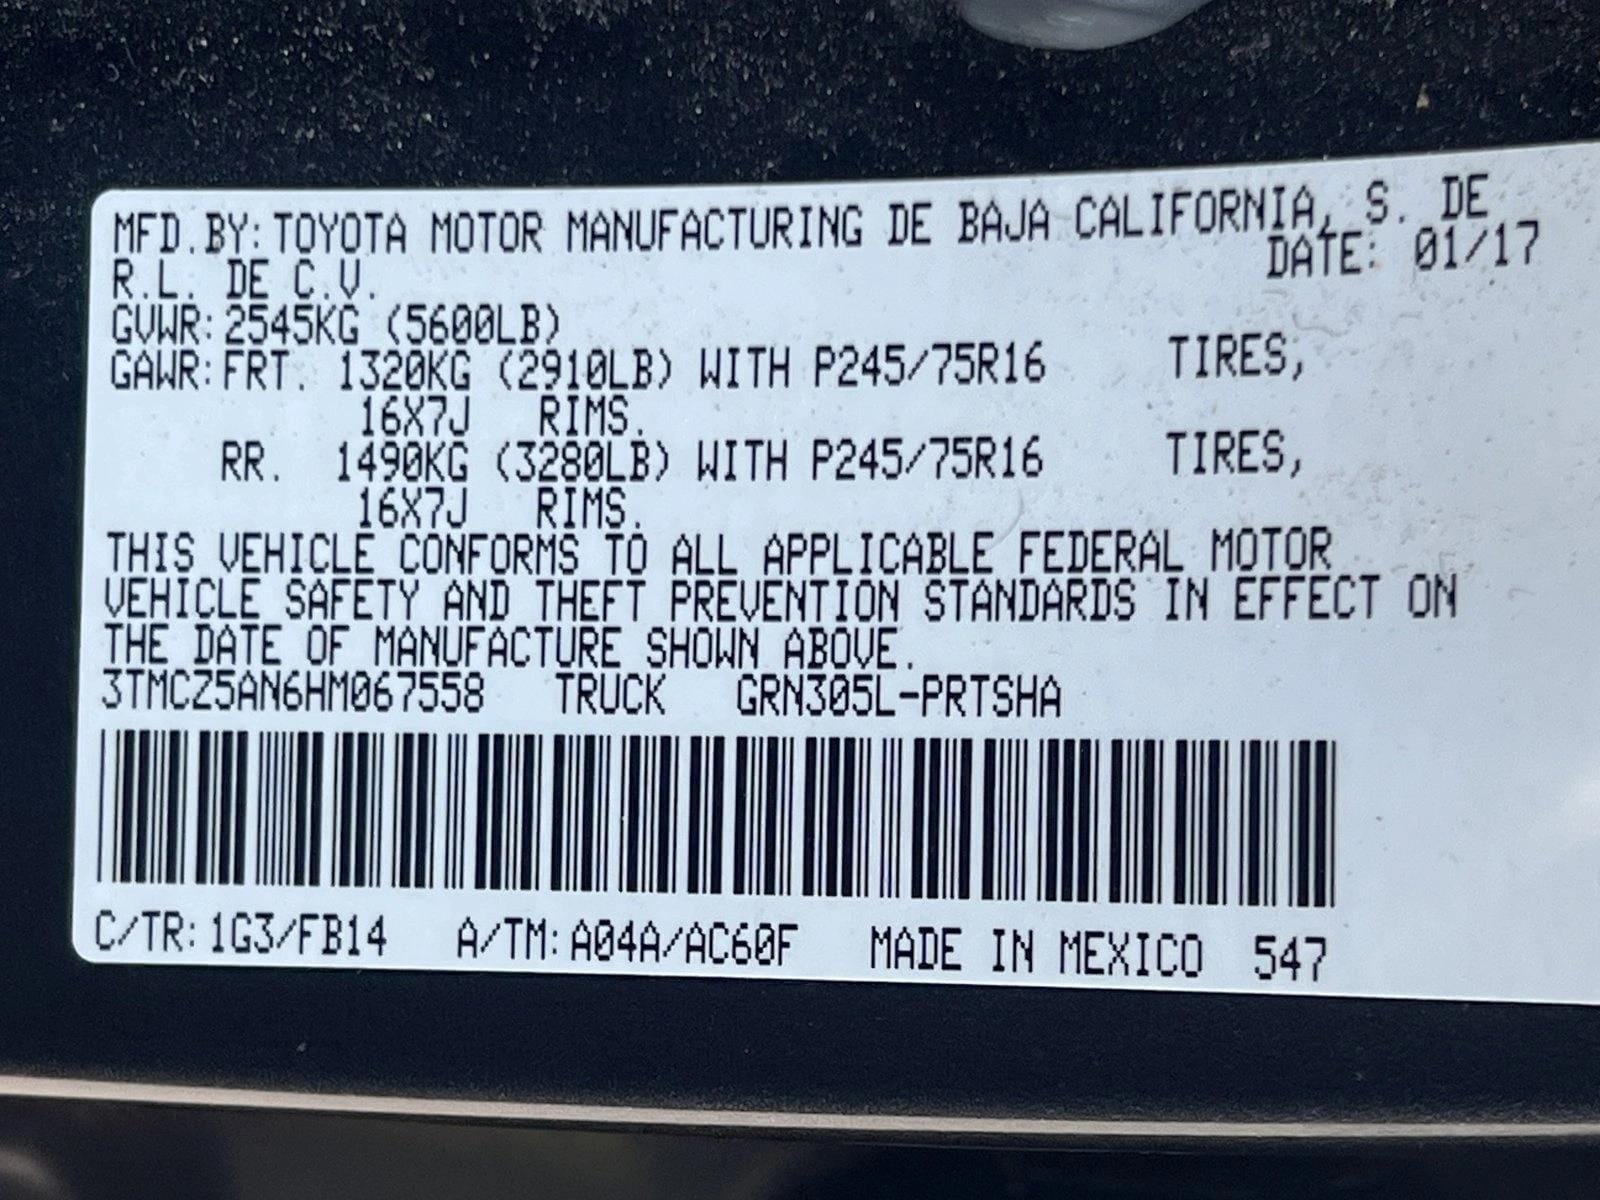 MFD.BY: TOYOTA MOTOR MANUFACTURING DE BAJA CALIFORNIA, S. DE
R.L. DE C.V. DATE: 01/17
GVWR: 2545KG (5600LB)
GAWR: FRT. 1320KG (2910LB) WITH P245/75R16 TIRES,
16X7J RIMS.
RR. 1490KG (3280LB) WITH P245/75R16 TIRES,
16X7J RIMS.
THIS VEHICLE CONFORMS TO ALL APPLICABLE FEDERAL MOTOR
VEHICLE SAFETY AND THEFT PREVENTION STANDARDS IN EFFECT ON
THE DATE OF MANUFACTURE SHOWN ABOVE.
3TMCZ5AN6HM067558 TRUCK GRN305L-PRTSHA
C/TR: 1G3/FB14 A/TM: A04A/AC60F MADE IN MEXICO 547